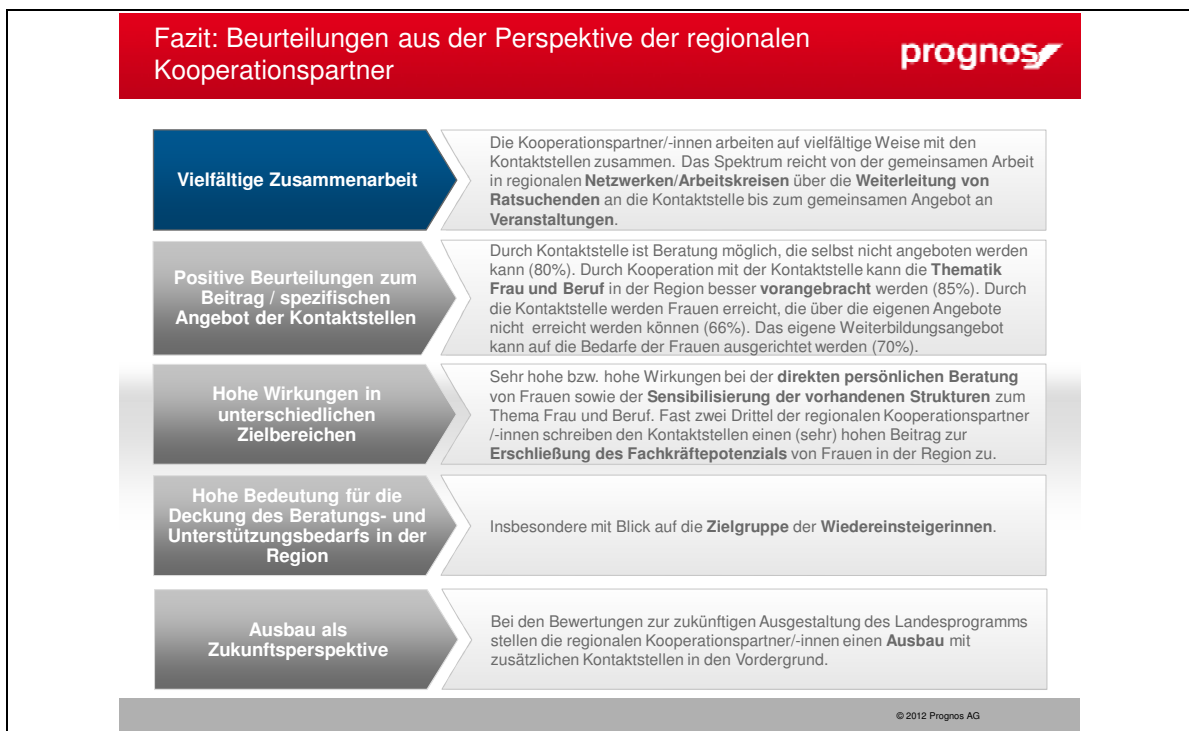 Fazit: Beurteilungen aus der Perspektive der regionalen
Kooperationspartner
prognos
Vielfältige Zusammenarbeit
Die Kooperationspartner/-innen arbeiten auf vielfältige Weise mit den
Kontaktstellen zusammen. Das Spektrum reicht von der gemeinsamen Arbeit
in regionalen Netzwerken/Arbeitskreisen über die Weiterleitung von
Ratsuchenden an die Kontaktstelle bis zum gemeinsamen Angebot an
Veranstaltungen.
Positive Beurteilungen zum
Beitrag / spezifischen
Angebot der Kontaktstellen
Durch Kontaktstelle ist Beratung möglich, die selbst nicht angeboten werden
kann (80%). Durch Kooperation mit der Kontaktstelle kann die Thematik
Frau und Beruf in der Region besser vorangebracht werden (85%). Durch
die Kontaktstelle werden Frauen erreicht, die über die eigenen Angebote
nicht erreicht werden können (66%). Das eigene Weiterbildungsangebot
kann auf die Bedarfe der Frauen ausgerichtet werden (70%).
Hohe Wirkungen in
unterschiedlichen
Zielbereichen
Sehr hohe bzw. hohe Wirkungen bei der direkten persönlichen Beratung
von Frauen sowie der Sensibilisierung der vorhandenen Strukturen zum
Thema Frau und Beruf. Fast zwei Drittel der regionalen Kooperationspartner
/-innen schreiben den Kontaktstellen einen (sehr) hohen Beitrag zur
Erschließung des Fachkräftepotenzials von Frauen in der Region zu.
Hohe Bedeutung für die
Deckung des Beratungs- und
Unterstützungsbedarfs in der
Region
Insbesondere mit Blick auf die Zielgruppe der Wiedereinsteigerinnen.
Ausbau als
Zukunftsperspektive
Bei den Bewertungen zur zukünftigen Ausgestaltung des Landesprogramms
stellen die regionalen Kooperationspartner/-innen einen Ausbau mit
zusätzlichen Kontaktstellen in den Vordergrund.
© 2012 Prognos AG